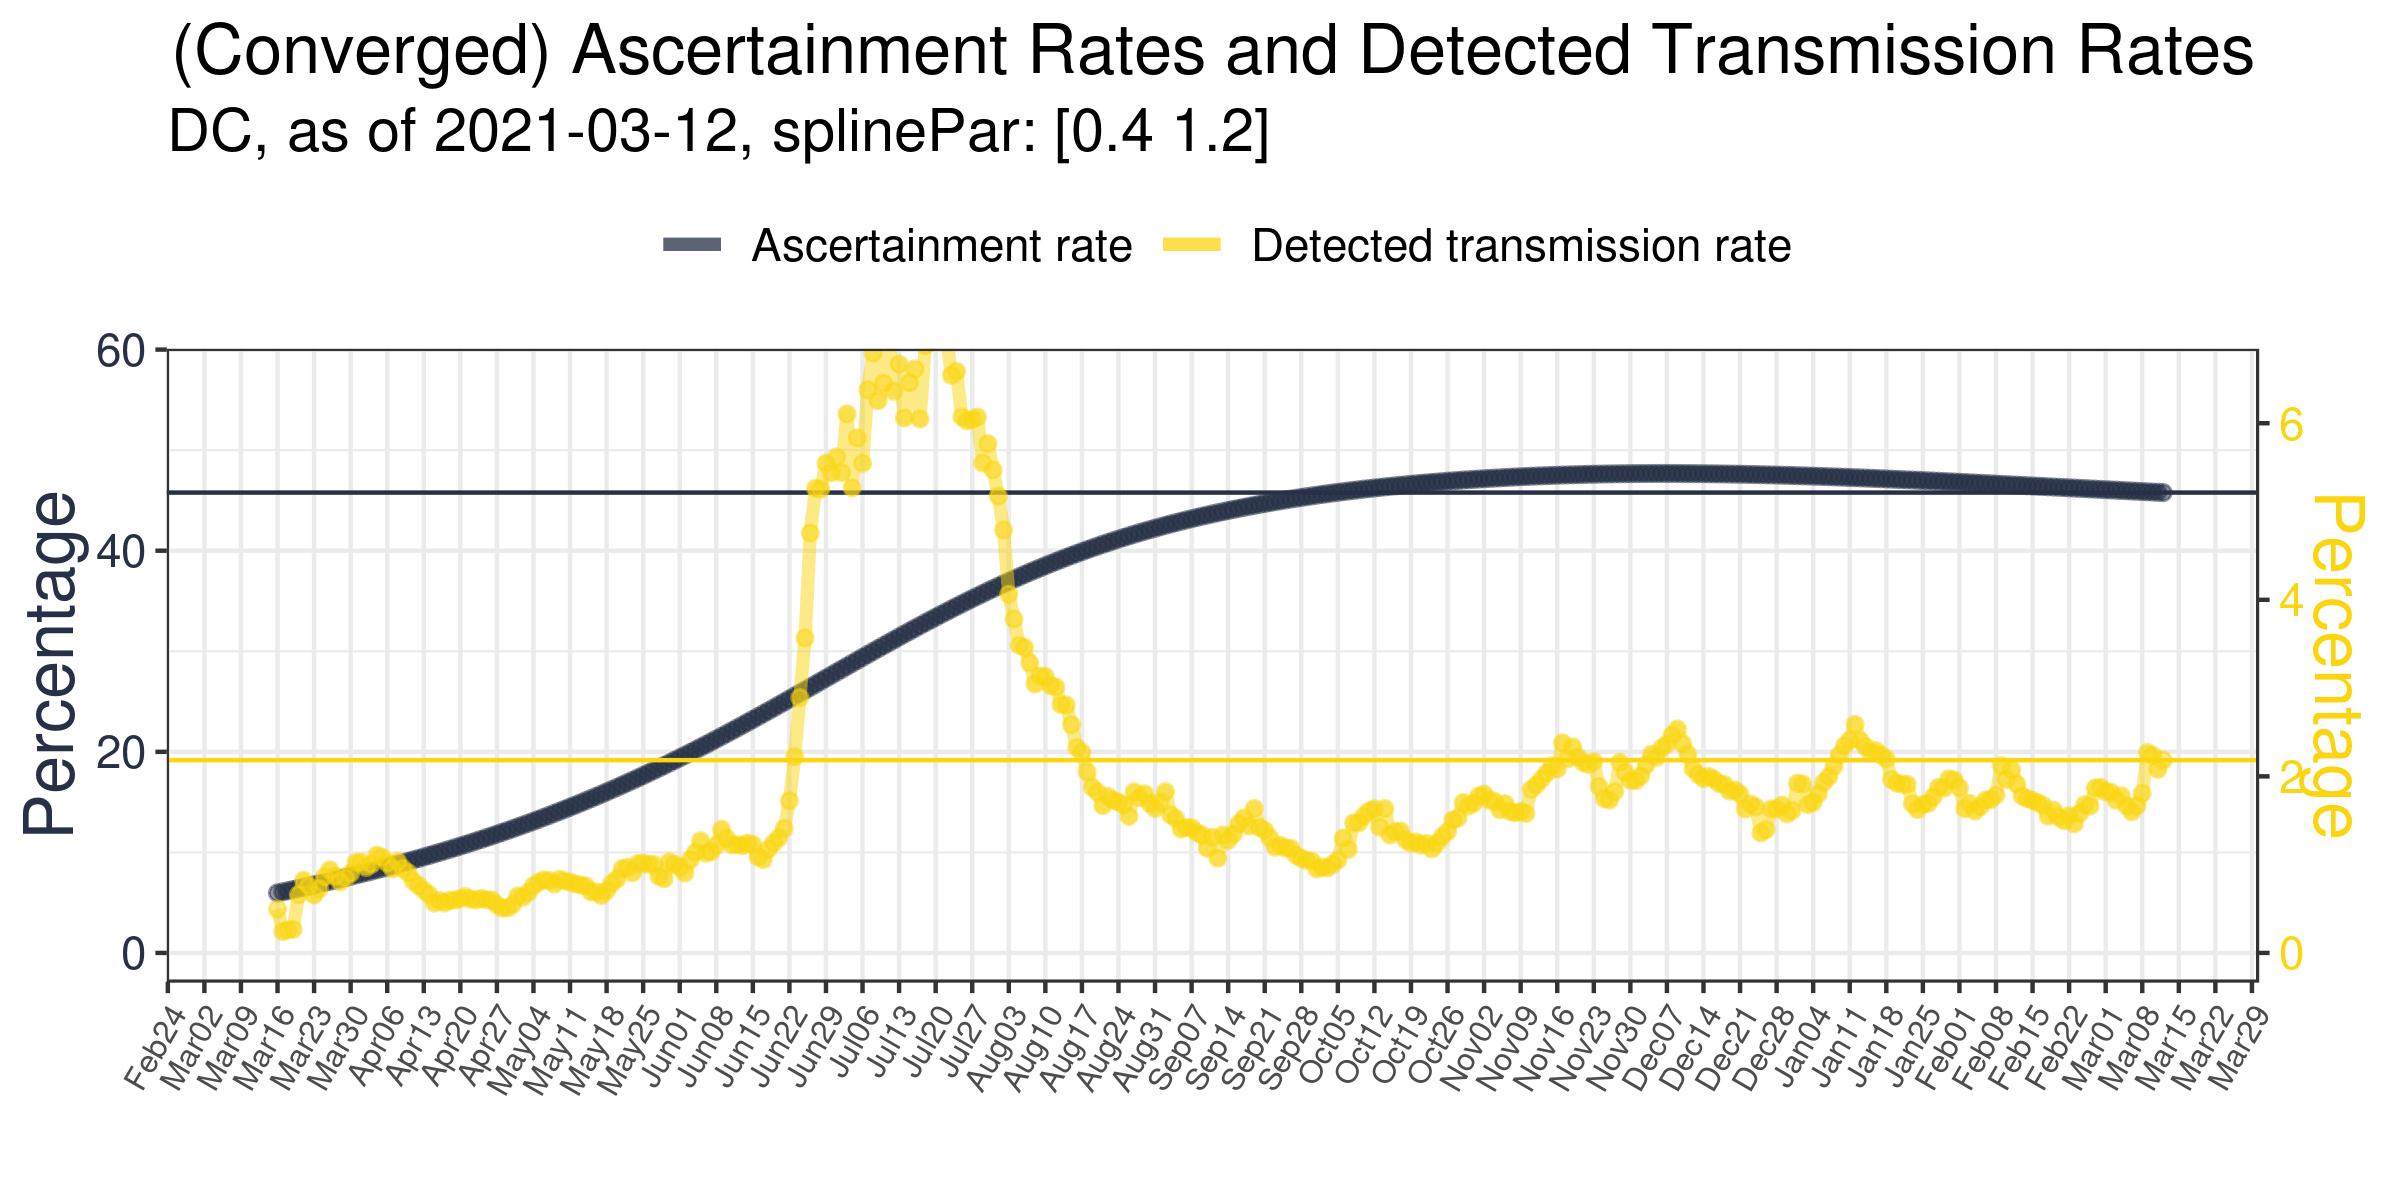 (Converged) Ascertainment Rates and Detected Transmission Rates
DC, as of 2021-03-12, splinePar: [0.4 1.2]
Ascertainment rate
Detected transmission rate
Percentage
60
40
20
0
6
4
2
0
Percentage
Feb24
Mar02
Mar09
Mar16
Mar23
Mar30
Apr06
Apr13
Apr20
Apr27
May04
May11
May18
May25
Jun01
Jun08
Jun15
Jun22
Jun29
Jul06
Jul13
Jul20
Jul27
Aug03
Aug10
Aug17
Aug24
Aug31
Sep07
Sep14
Sep21
Sep28
Oct05
Oct12
Oct19
Oct26
Nov02
Nov09
Nov16
Nov23
Nov30
Dec07
Dec14
Dec21
Dec28
Jan04
Jan11
Jan18
Jan25
Feb01
Feb08
Feb15
Feb22
Mar01
Mar08
Mar15
Mar22
Mar29